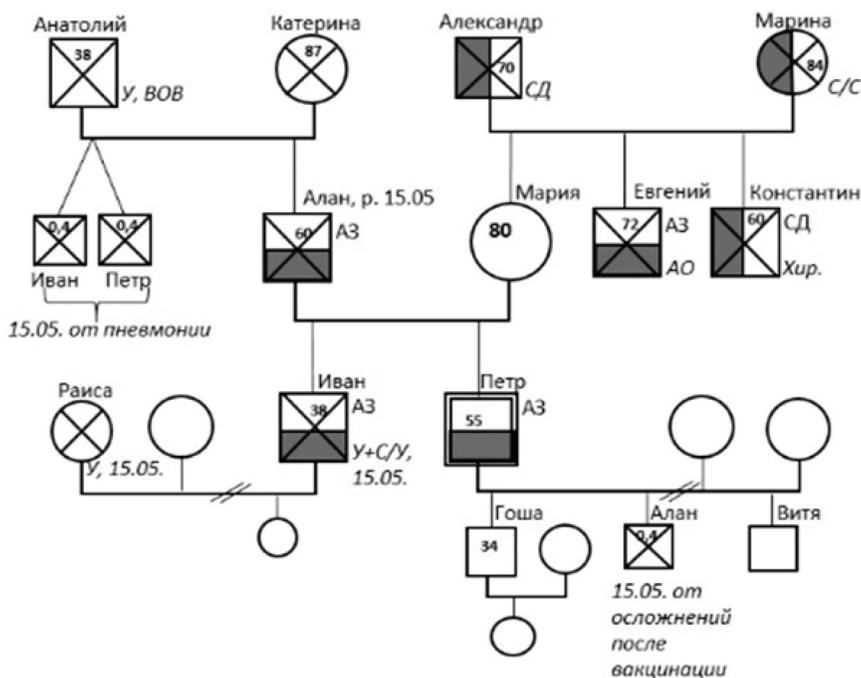 Анатолий
Катерина
Александр
Марина
38
87
70
84
У, ВОВ
СД
С/С
Алан, р. 15.05
Мария
Евгений
Константин
0,4
0,4
60
АЗ
80
72
АЗ
60
СД
Иван
Петр
АО
Хир.
15.05. от пневмонии
Раиса
Иван
Петр
38
АЗ
55
АЗ
У, 15.05.
У+С/У,
15.05.
Гоша
Алан
Витя
34
0,4
15.05. от
осложнений
после
вакцинации